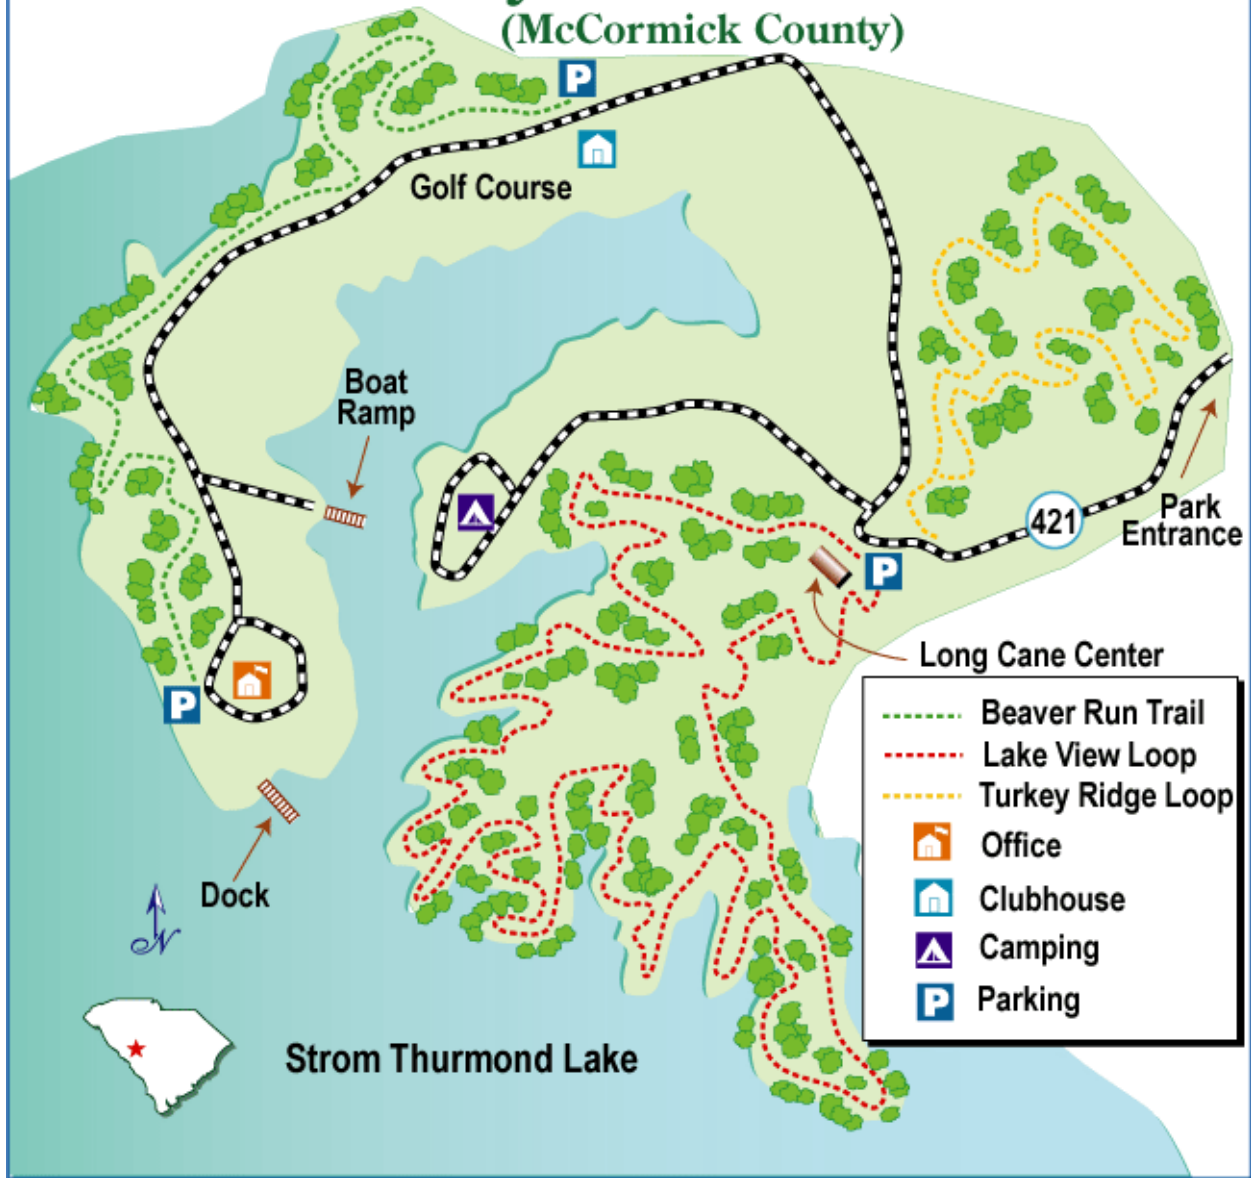 (McCormick County)
P
Golf Course
Boat
Ramp
421
Park
Entrance
P
Long Cane Center
P
Dock
N
Strom Thurmond Lake
Beaver Run Trail
Lake View Loop
Turkey Ridge Loop
Office
Clubhouse
Camping
P Parking